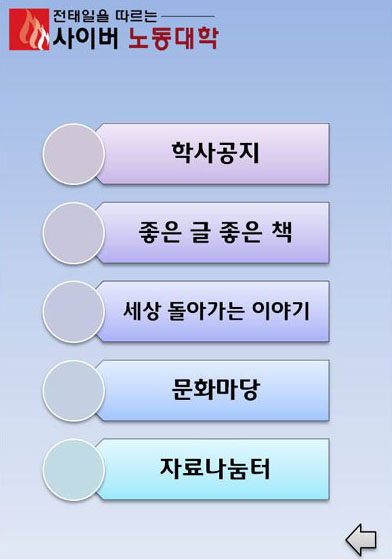 전태일을 따르는
사이버 노동대학
학사공지
좋은 글 좋은 책
세상 돌아가는 이야기
문화마당
자료나눔터